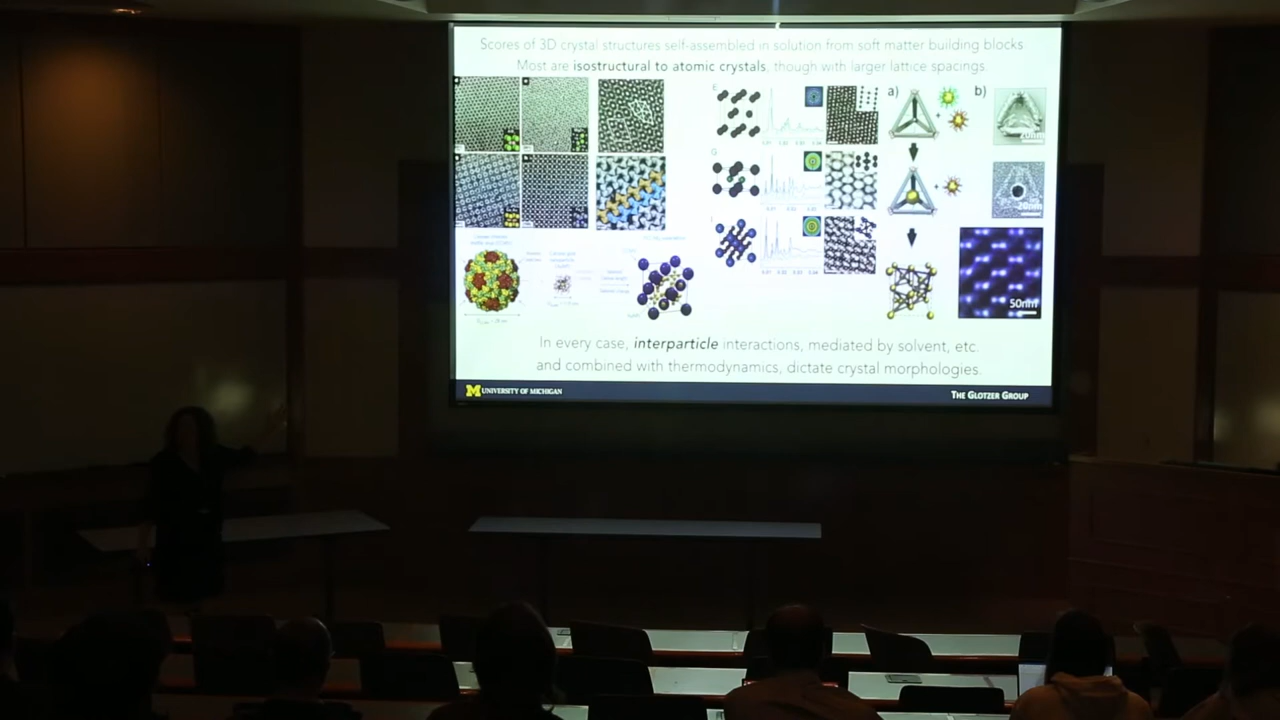 Scores of 3D crystal structures self-assembled in solution from soft matter building blocks
Most are isostructural to atomic crystals, though with larger lattice spacings.
a)
b)
20nm
20nm
50nm
In every case, interparticle interactions, mediated by solvent, etc.
and combined with thermodynamics, dictate crystal morphologies.
M UNIVERSITY OF MICHIGAN
THE GLOTZER GROUP